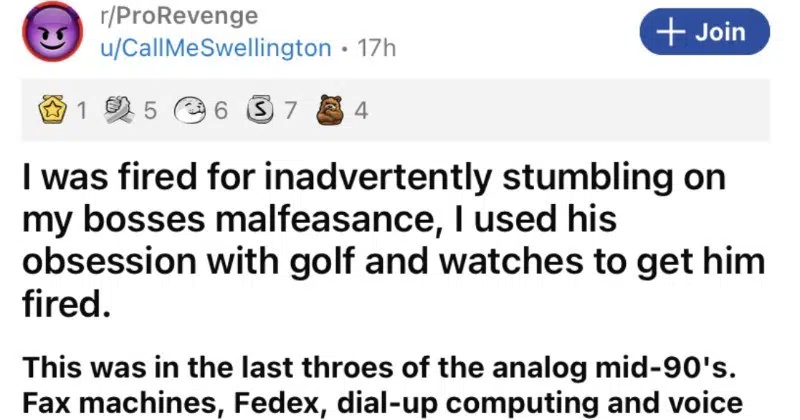 r/ProRevenge
u/CallMeSwellington • 17h
+ Join
1 5 6 S 7 4
I was fired for inadvertently stumbling on
my bosses malfeasance, I used his
obsession with golf and watches to get him
fired.
This was in the last throes of the analog mid-90's.
Fax machines, Fedex, dial-up computing and voice